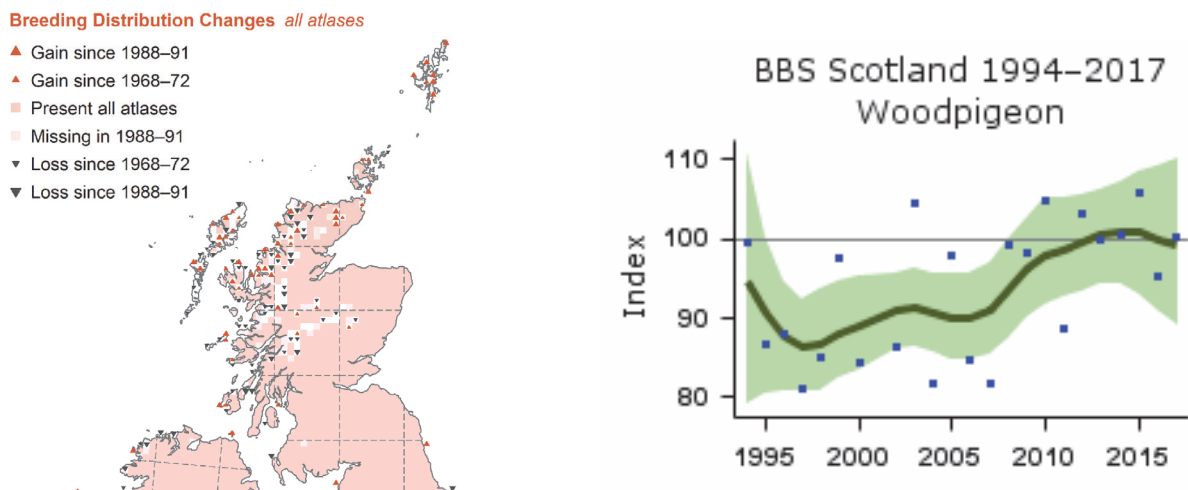 Breeding Distribution Changes all atlases
Gain since 1988–91
Gain since 1968–72
Present all atlases
Missing in 1988–91
Loss since 1968–72
Loss since 1988–91
BBS Scotland 1994–2017
Woodpigeon
110
100
90
80
Index
1995
2000
2005
2010
2015